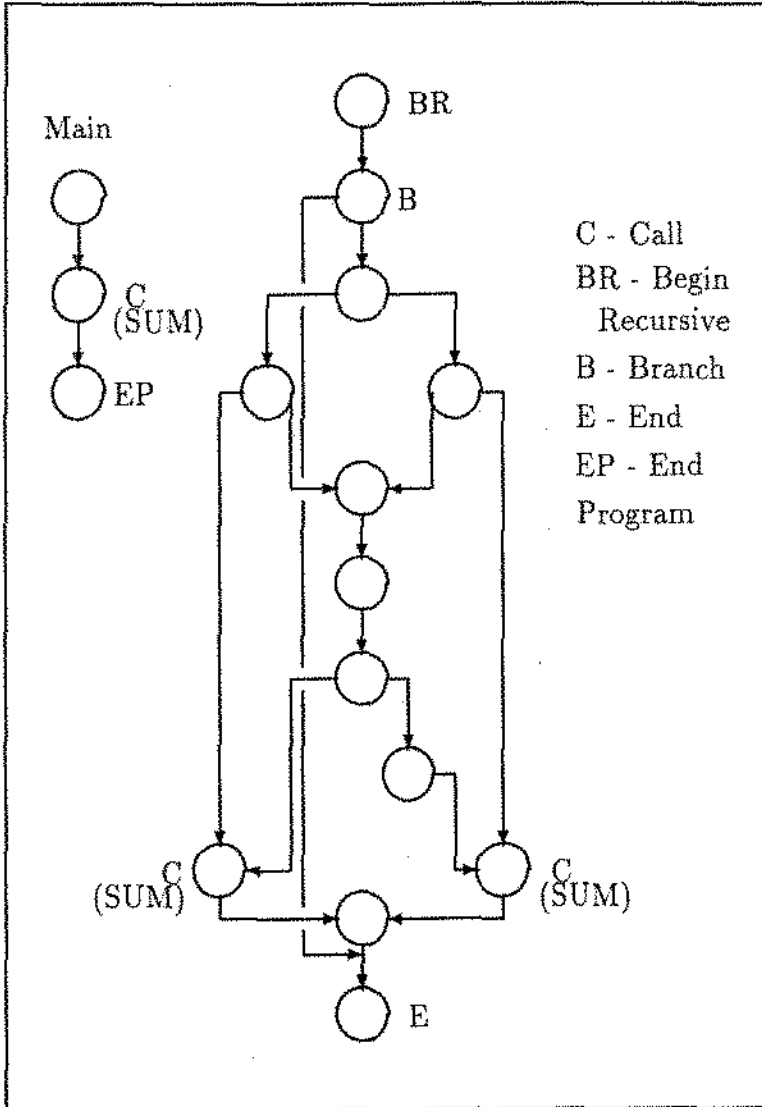 Main
C
(SUM)
EP
BR
B
C
(SUM)
C
(SUM)
E
C - Call
BR - Begin
Recursive
B - Branch
E - End
EP - End
Program